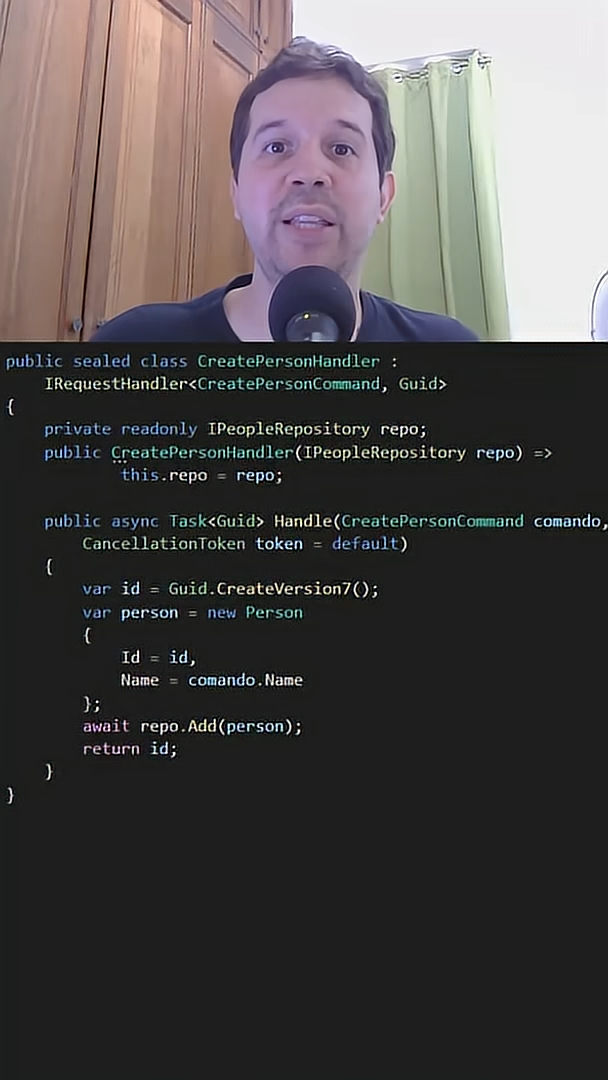 public sealed class CreatePersonHandler :
IRequestHandler<CreatePersonCommand, Guid>
{
private readonly IPeopleRepository repo;
public CreatePersonHandler(IPeopleRepository repo) =>
this.repo = repo;
public async Task<Guid> Handle(CreatePersonCommand comando,
CancellationToken token = default)
{
var id = Guid.CreateVersion7();
var person = new Person
{
Id = id,
Name = comando.Name
};
await repo.Add(person);
return id;
}
}